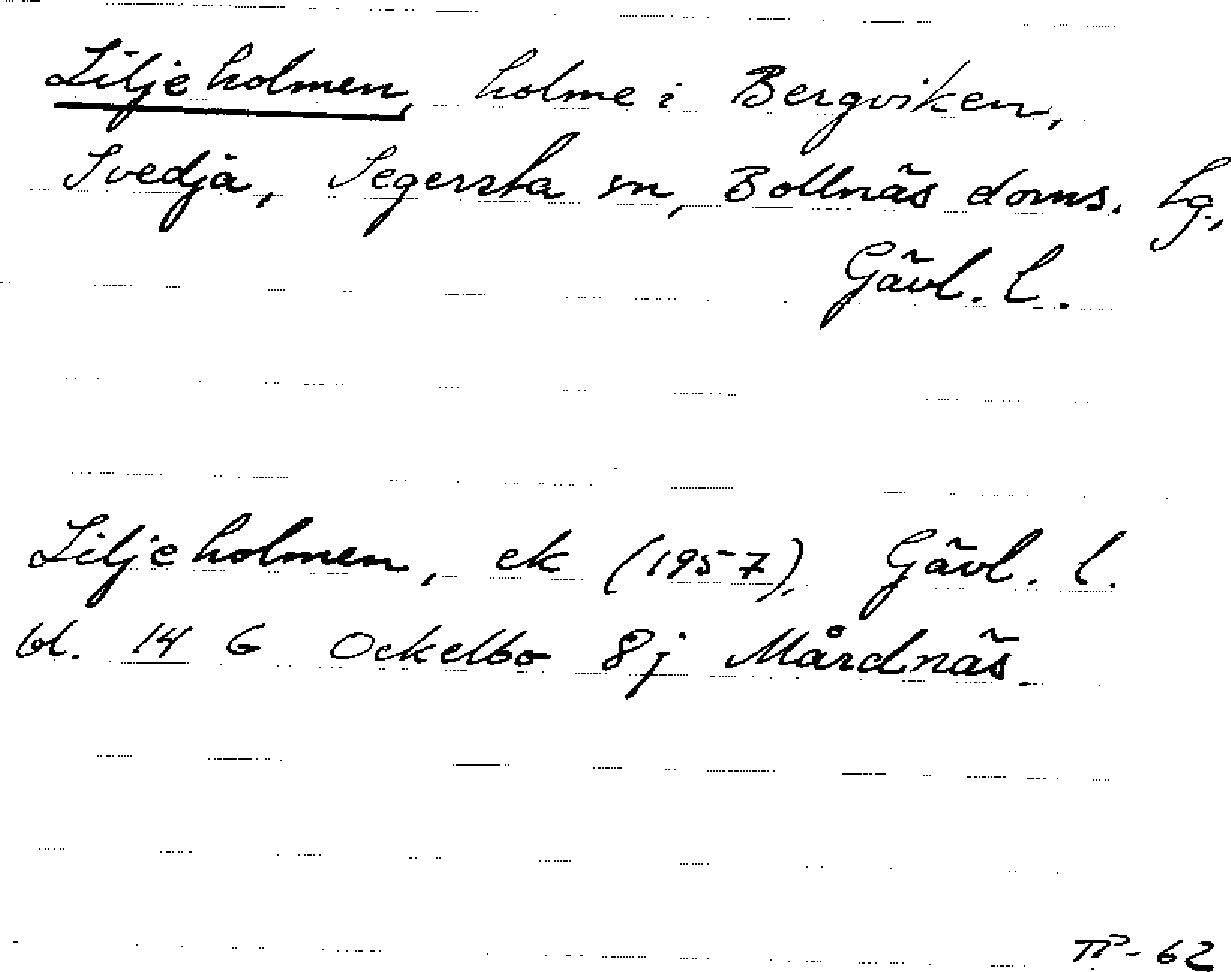 Liljeholmen, holme i Bergviken,
Svedja, Segersta sn, Bollnäs doms. hg,
Gävl. l.
Liljeholmen, ek (1957), Gävl. l.
bl. 14 G Ockelbo 8j Mårdnäs.
TP-62